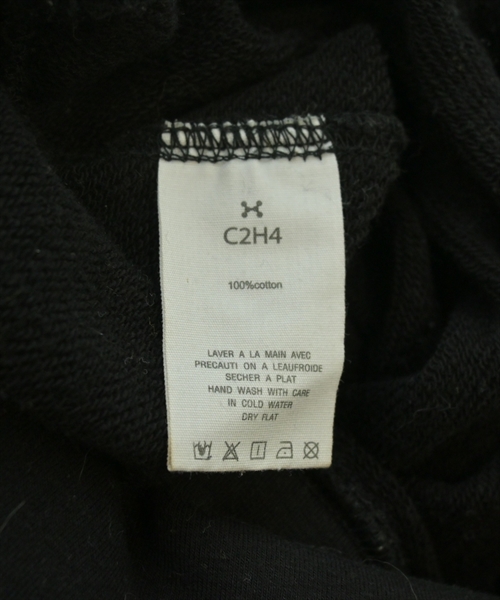 C2H4
100%cotton
LAVER A LA MAIN AVEC
PRECAUTI ON A LEAUFROIDE
SECHER A PLAT
HAND WASH WITH CARE
IN COLD WATER
DRY FLAT